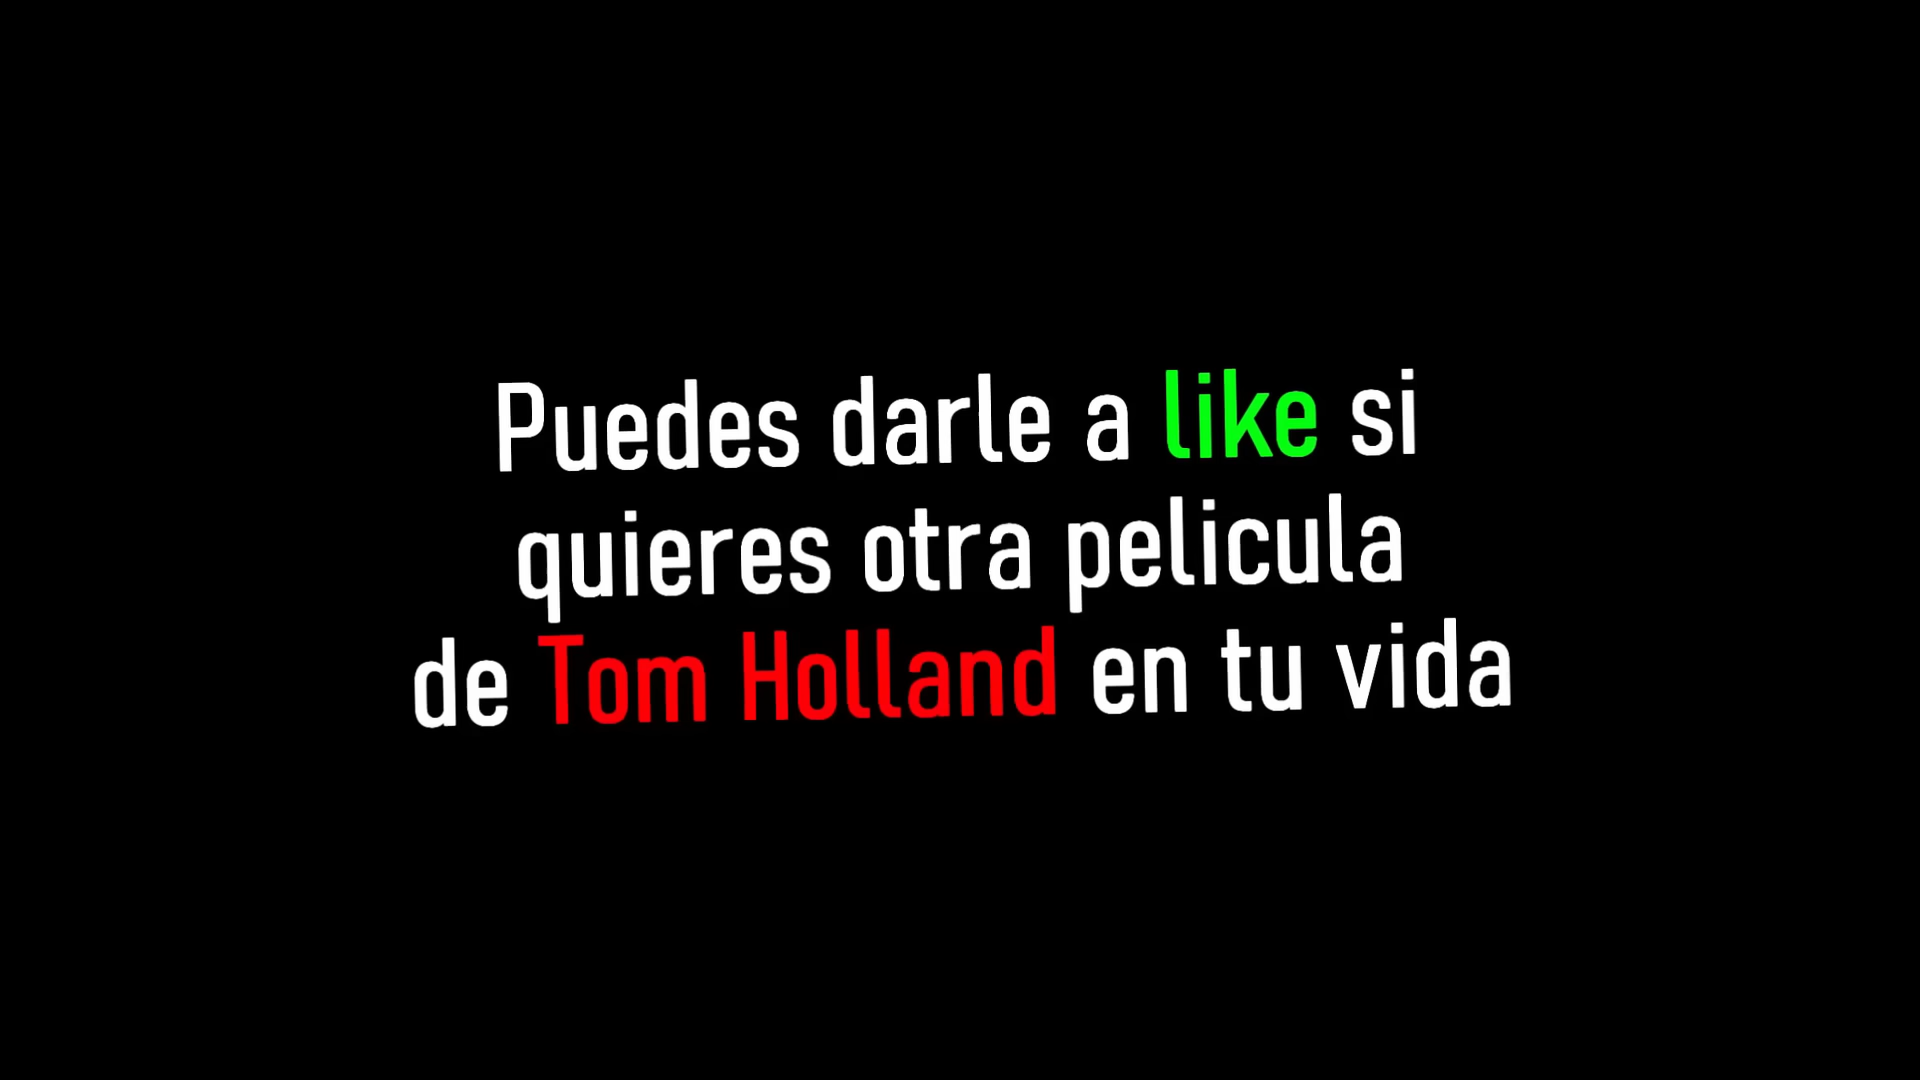 Puedes darle a like si
quieres otra pelicula
de Tom Holland en tu vida